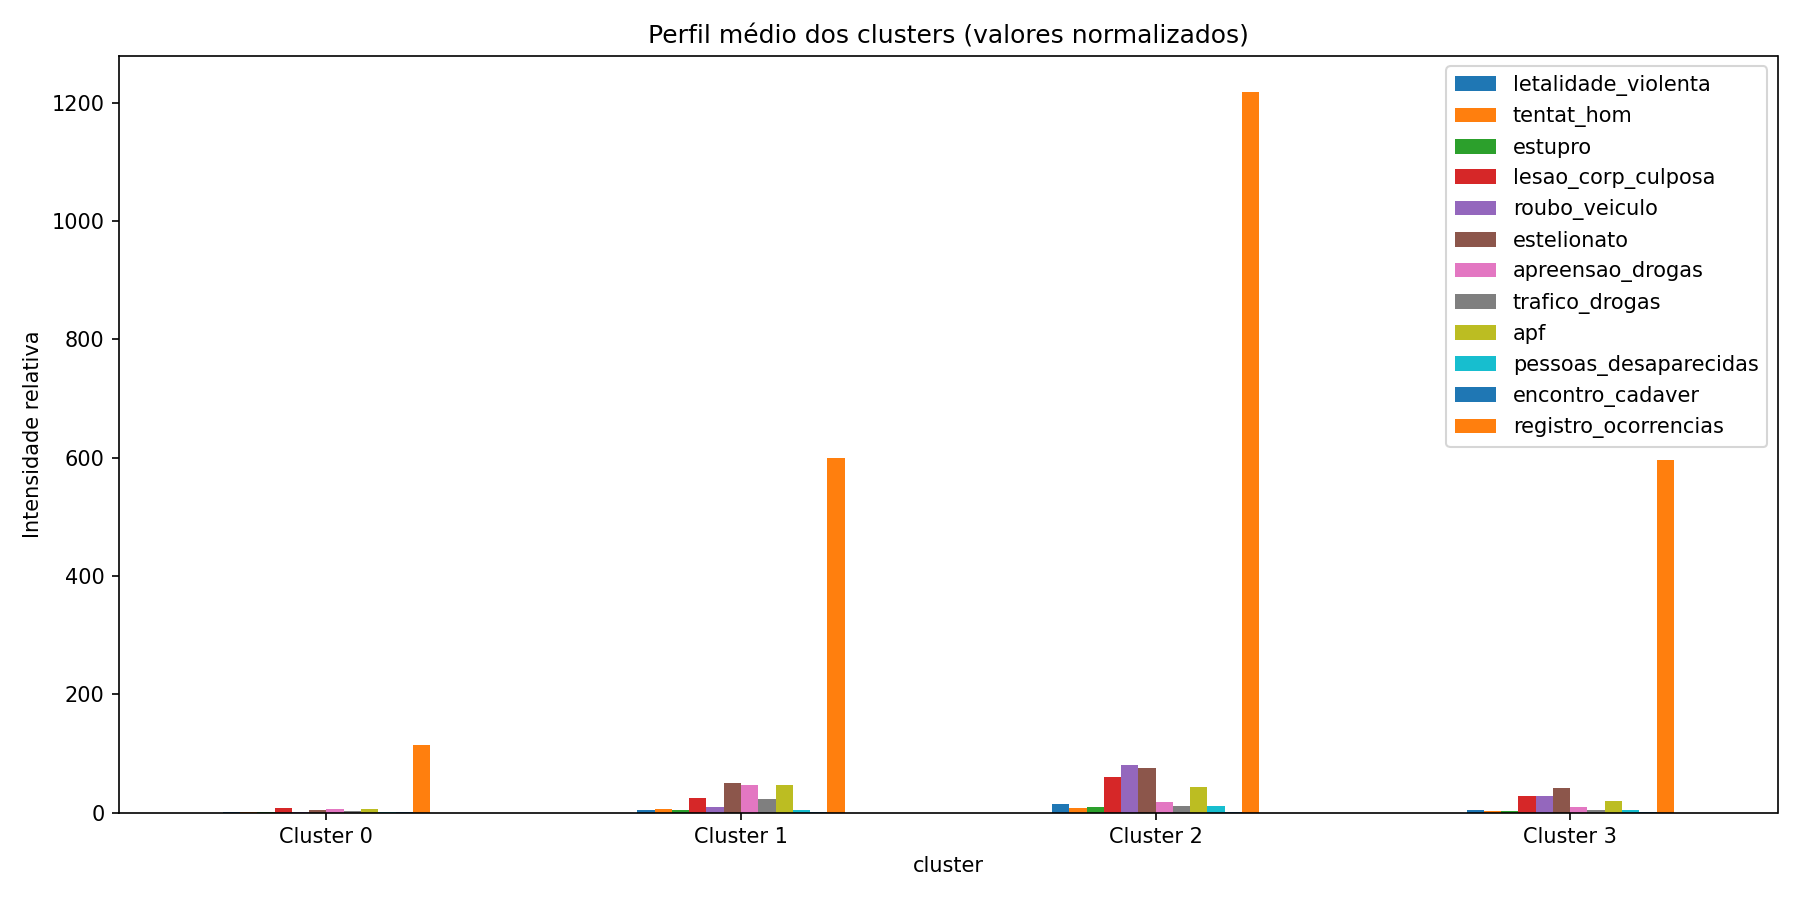 Perfil médio dos clusters (valores normalizados)
1200
1000
800
600
400
200
0
Intensidade relativa
letalidade_violenta
tentat_hom
estupro
lesao_corp_culposa
roubo_veiculo
estelionato
apreensao_drogas
trafico_drogas
apf
pessoas_desaparecidas
encontro_cadaver
registro_ocorrencias
Cluster 0
Cluster 1
Cluster 2
Cluster 3
cluster